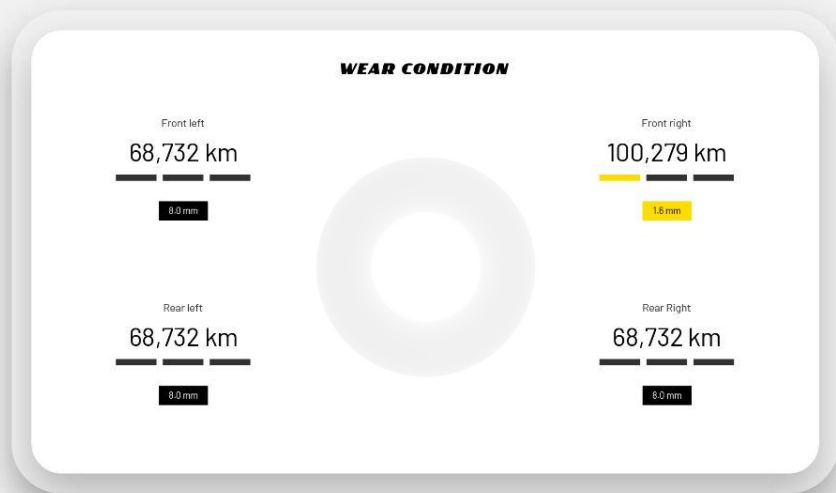 WEAR CONDITION
Front left
68,732 km
8.0 mm
Front right
100,279 km
1.6 mm
Rear left
68,732 km
8.0 mm
Rear Right
68,732 km
8.0 mm